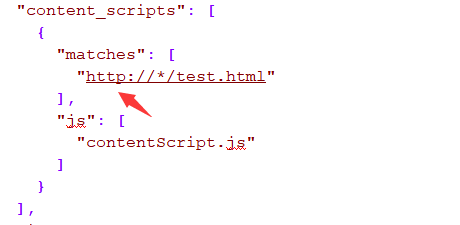 "content_scripts": [
{
"matches": [
"http://*/test.html"
],
"js": [
"contentScript.js"
]
}
],